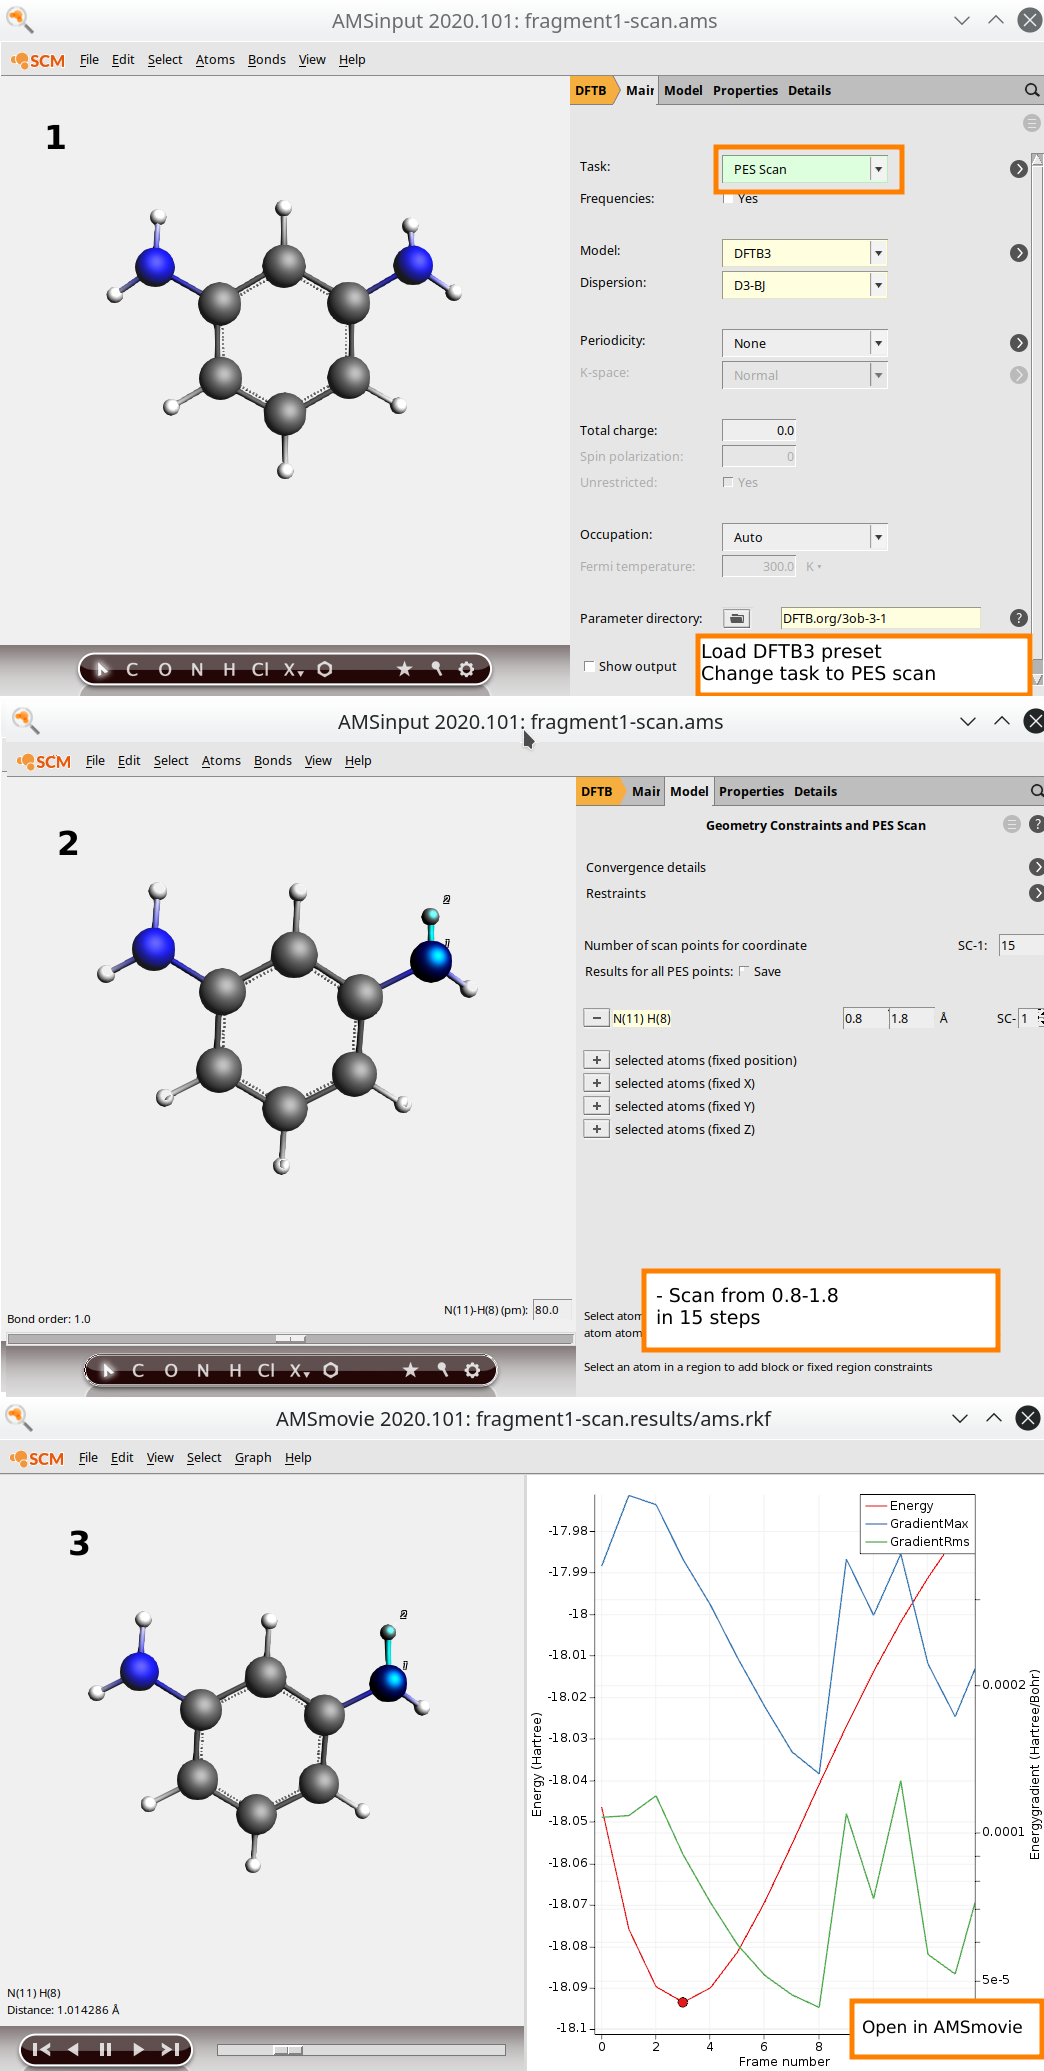 AMSinput 2020.101: fragment1-scan.ams
SCM File Edit Select Atoms Bonds View Help
DFTB Main Model Properties Details
1
Task: PES Scan
Frequencies: Yes
Model: DFTB3
Dispersion: D3-BJ
Periodicity: None
K-space: Normal
Total charge: 0.0
Spin polarization: 0
Unrestricted: Yes
Occupation: Auto
Fermi temperature: 300.0 K
Parameter directory: DFTB.org/3ob-3-1 ?
Show output
Load DFTB3 preset
Change task to PES scan
C O N H Cl X
AMSinput 2020.101: fragment1-scan.ams
SCM File Edit Select Atoms Bonds View Help
DFTB Main Model Properties Details
2
Geometry Constraints and PES Scan ?
Convergence details
Restraints
2
1
Number of scan points for coordinate SC-1: 15
Results for all PES points: Save
N(11) H(8) 0.8 1.8 Å SC- 1
+ selected atoms (fixed position)
+ selected atoms (fixed X)
+ selected atoms (fixed Y)
+ selected atoms (fixed Z)
- Scan from 0.8-1.8
in 15 steps
Bond order: 1.0
N(11)-H(8) (pm): 80.0
Select atom
atom atom
Select an atom in a region to add block or fixed region constraints
C O N H Cl X
AMSmovie 2020.101: fragment1-scan.results/ams.rkf
SCM File Edit View Select Graph Help
3
2
1
N(11) H(8)
Distance: 1.014286 Å
Energy
GradientMax
GradientRms
Energy (Hartree)
-17.98
-17.99
-18
-18.01
-18.02
-18.03
-18.04
-18.05
-18.06
-18.07
-18.08
-18.09
-18.1
0.0002
0.0001
5e-5
Energygradient (Hartree/Bohr)
0 2 4 6 8
Frame number
Open in AMSmovie